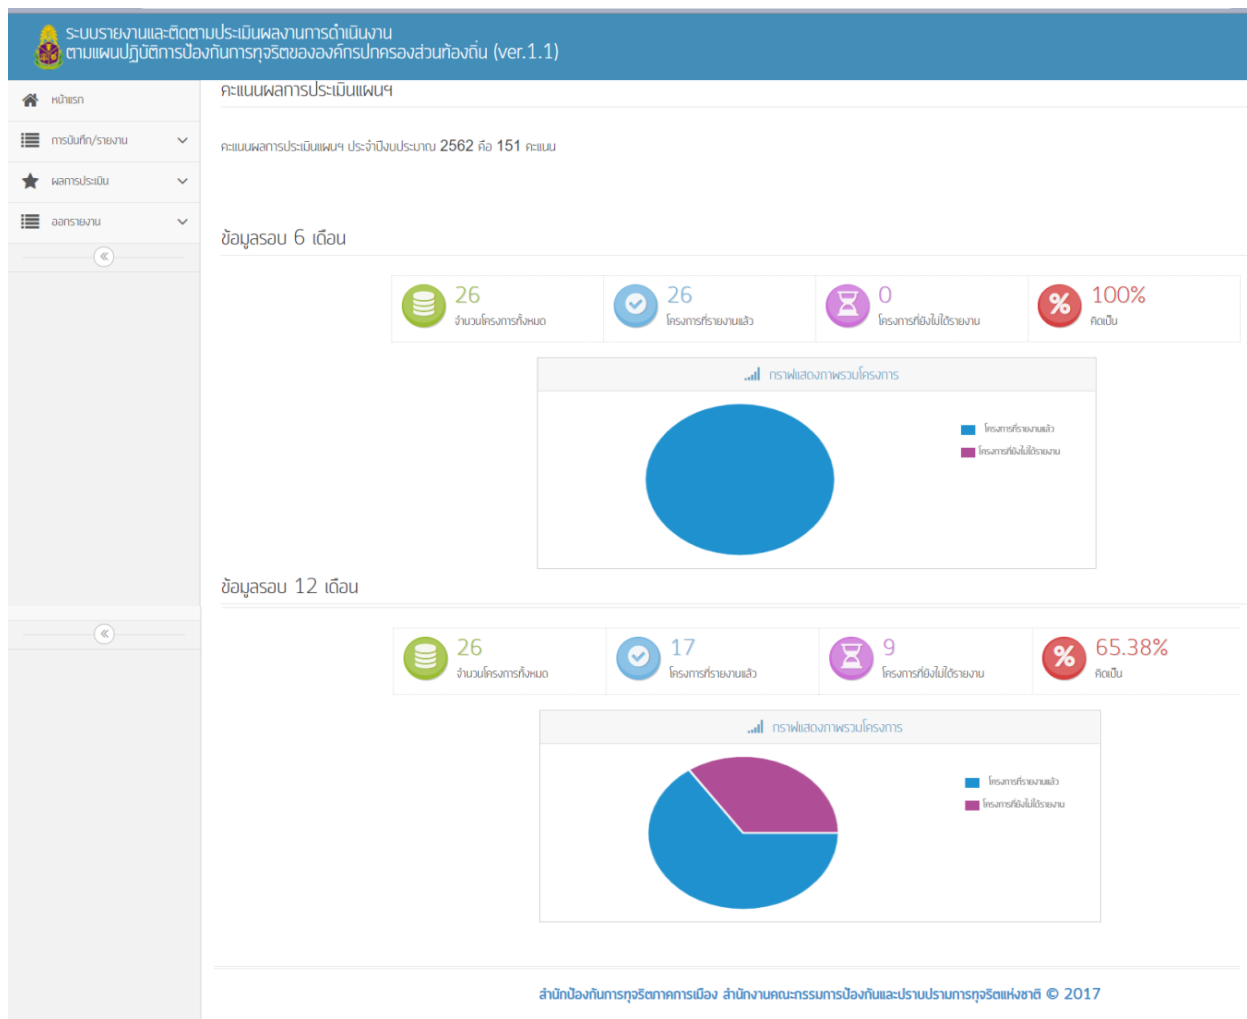 ระบบรายงานและติดตามประเมินผลงานการดำเนินงาน
ตามแผนปฏิบัติการป้องกันการทุจริตขององค์กรปกครองส่วนท้องถิ่น (ver.1.1)
หน้าแรก
การบันทึก/รายงาน
ผลการประเมิน
ออกรายงาน
คะแนนผลการประเมินแผนฯ
คะแนนผลการประเมินแผนฯ ประจำปีงบประมาณ 2562 คือ 151 คะแนน
ข้อมูลรอบ 6 เดือน
26
จำนวนโครงการทั้งหมด
26
โครงการที่รายงานแล้ว
0
โครงการที่ยังไม่ได้รายงาน
%
100%
คิดเป็น
กราฟแสดงภาพรวมโครงการ
โครงการที่รายงานแล้ว
โครงการที่ยังไม่ได้รายงาน
ข้อมูลรอบ 12 เดือน
26
จำนวนโครงการทั้งหมด
17
โครงการที่รายงานแล้ว
9
โครงการที่ยังไม่ได้รายงาน
%
65.38%
คิดเป็น
กราฟแสดงภาพรวมโครงการ
โครงการที่รายงานแล้ว
โครงการที่ยังไม่ได้รายงาน
สำนักป้องกันการทุจริตภาคการเมือง สำนักงานคณะกรรมการป้องกันและปราบปรามการทุจริตแห่งชาติ © 2017